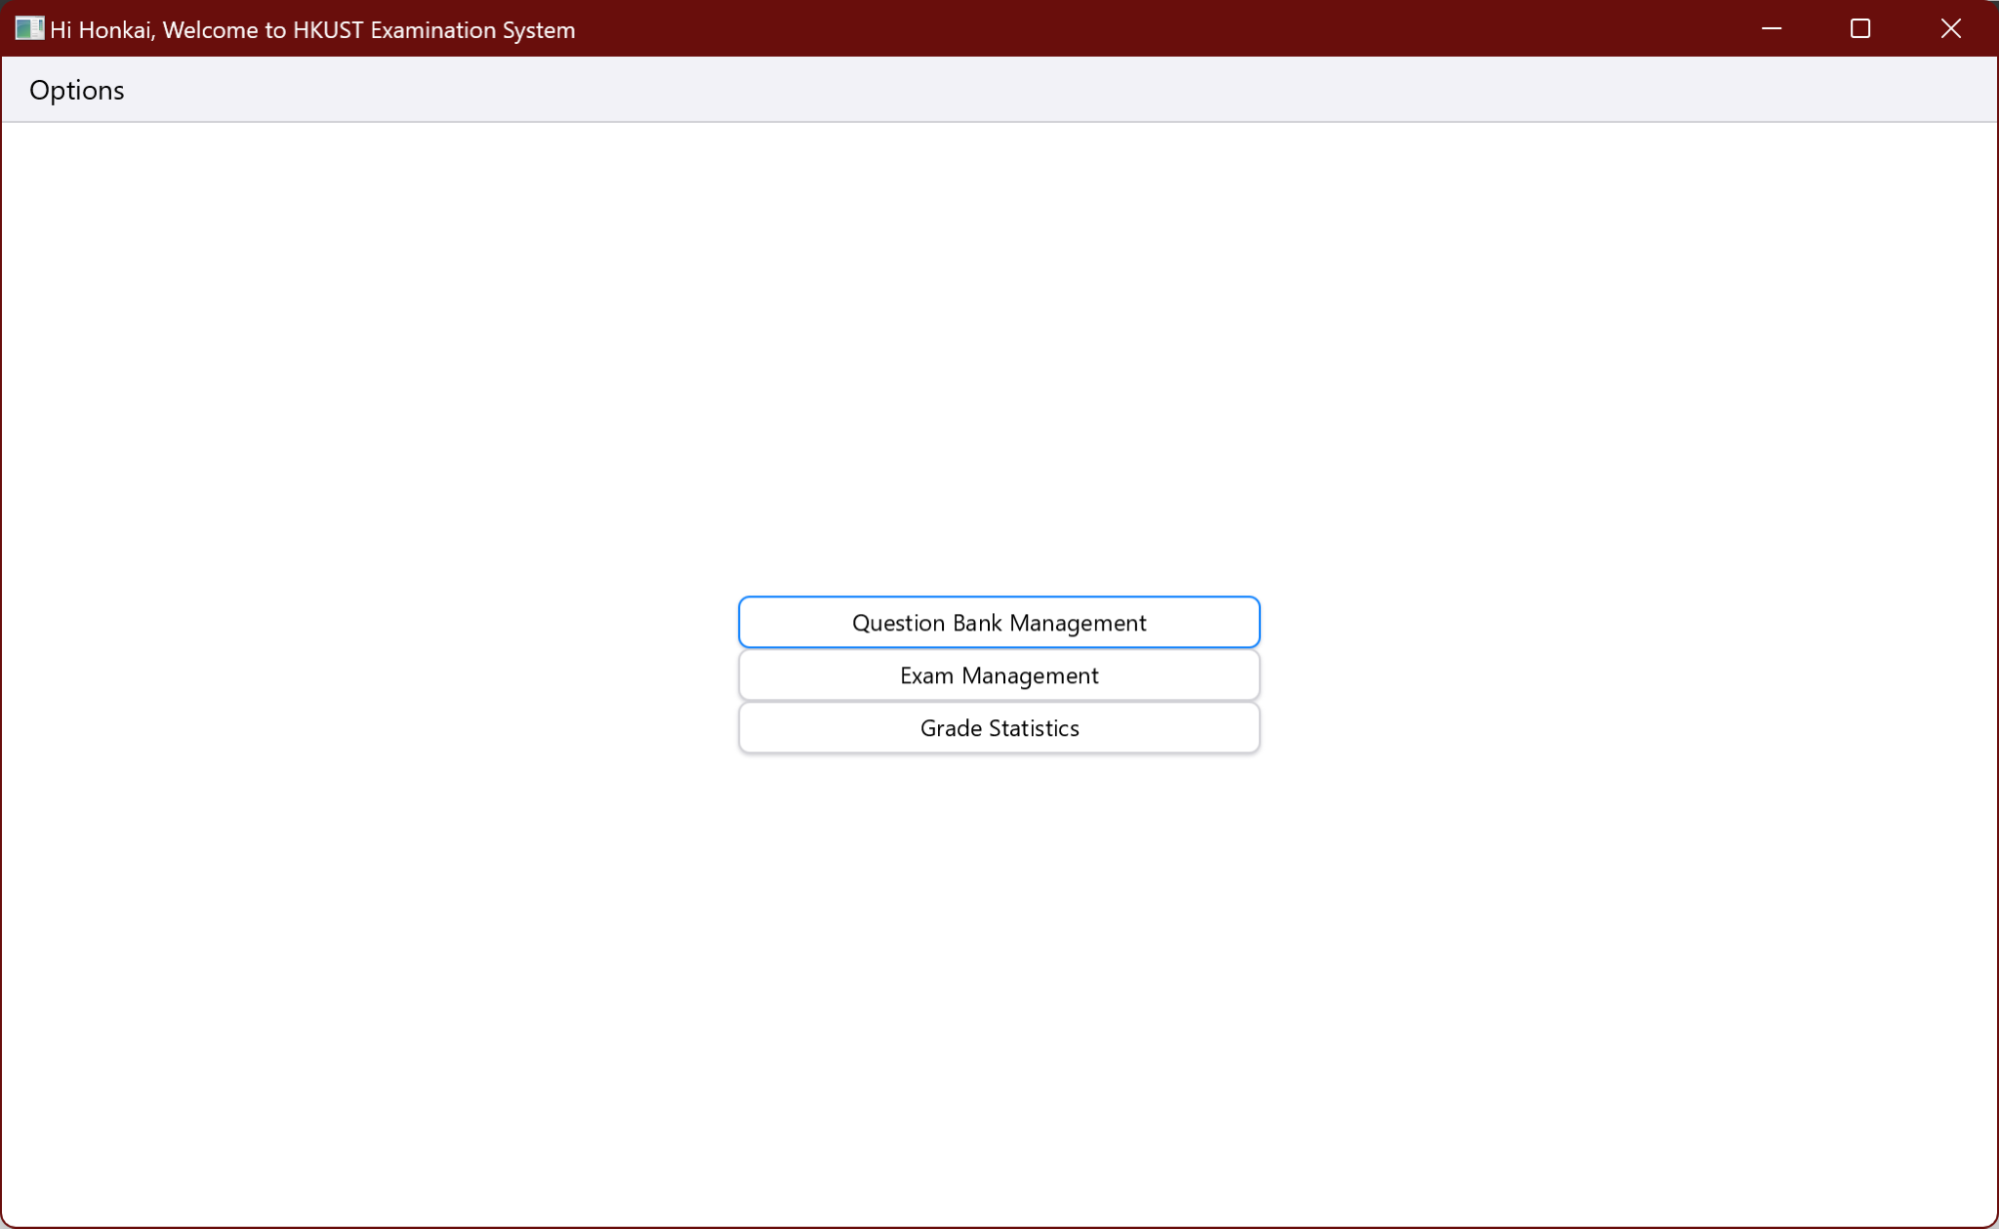 Hi Honkai, Welcome to HKUST Examination System
Options
Question Bank Management
Exam Management
Grade Statistics